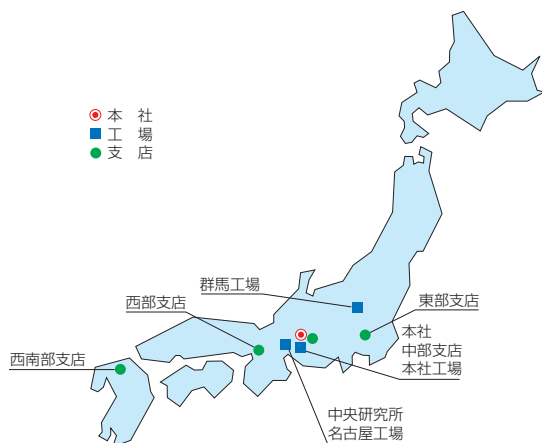 本 社
工 場
支 店
群馬工場
西部支店
東部支店
本社
中部支店
本社工場
西南部支店
中央研究所
名古屋工場